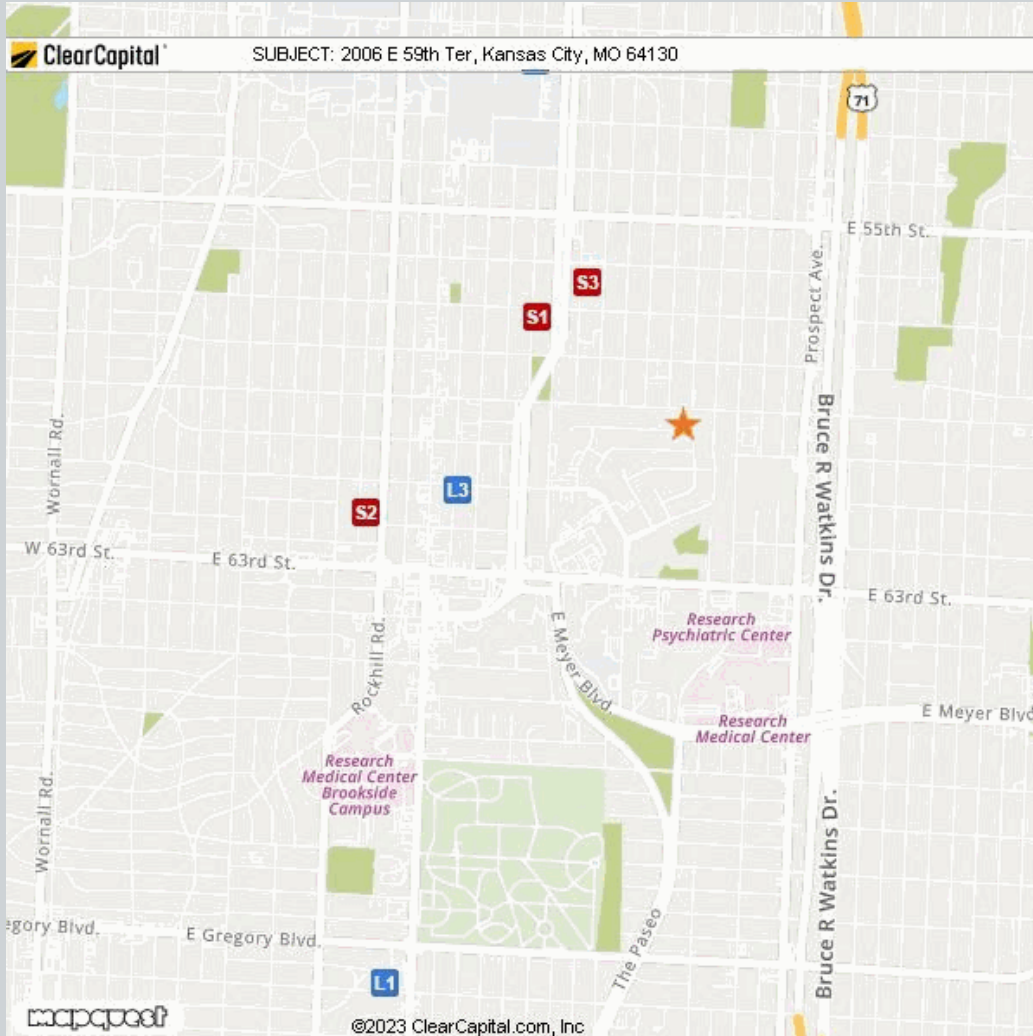 ClearCapital
SUBJECT: 2006 E 59th Ter, Kansas City, MO 64130
71
E 55th St.
S3
Prospect Ave.
S1
Bruce R Watkins Dr.
Wornall Rd.
L3
S2
W 63rd St.
E 63rd St.
E 63rd St.
Research
Psychiatric Center
E Meyer Blvd.
Rockhill Rd.
E Meyer Blvd
Research
Medical Center
Research
Medical Center
Brookside
Campus
Wornall Rd.
Bruce R Watkins Dr.
egory Blvd.
E Gregory Blvd.
The Paseo
L1
mapquest
©2023 ClearCapital.com, Inc